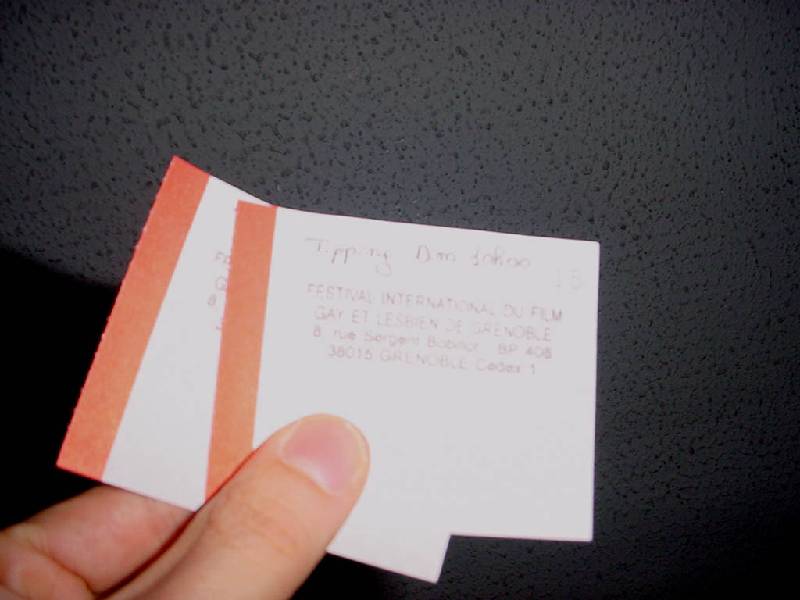 Tipping
18
FESTIVAL INTERNATIONAL DU FILM
GAY ET LESBIEN DE GRENOBLE
8, rue Sergent Bobillot BP 408
38015 GRENOBLE Cedex 1